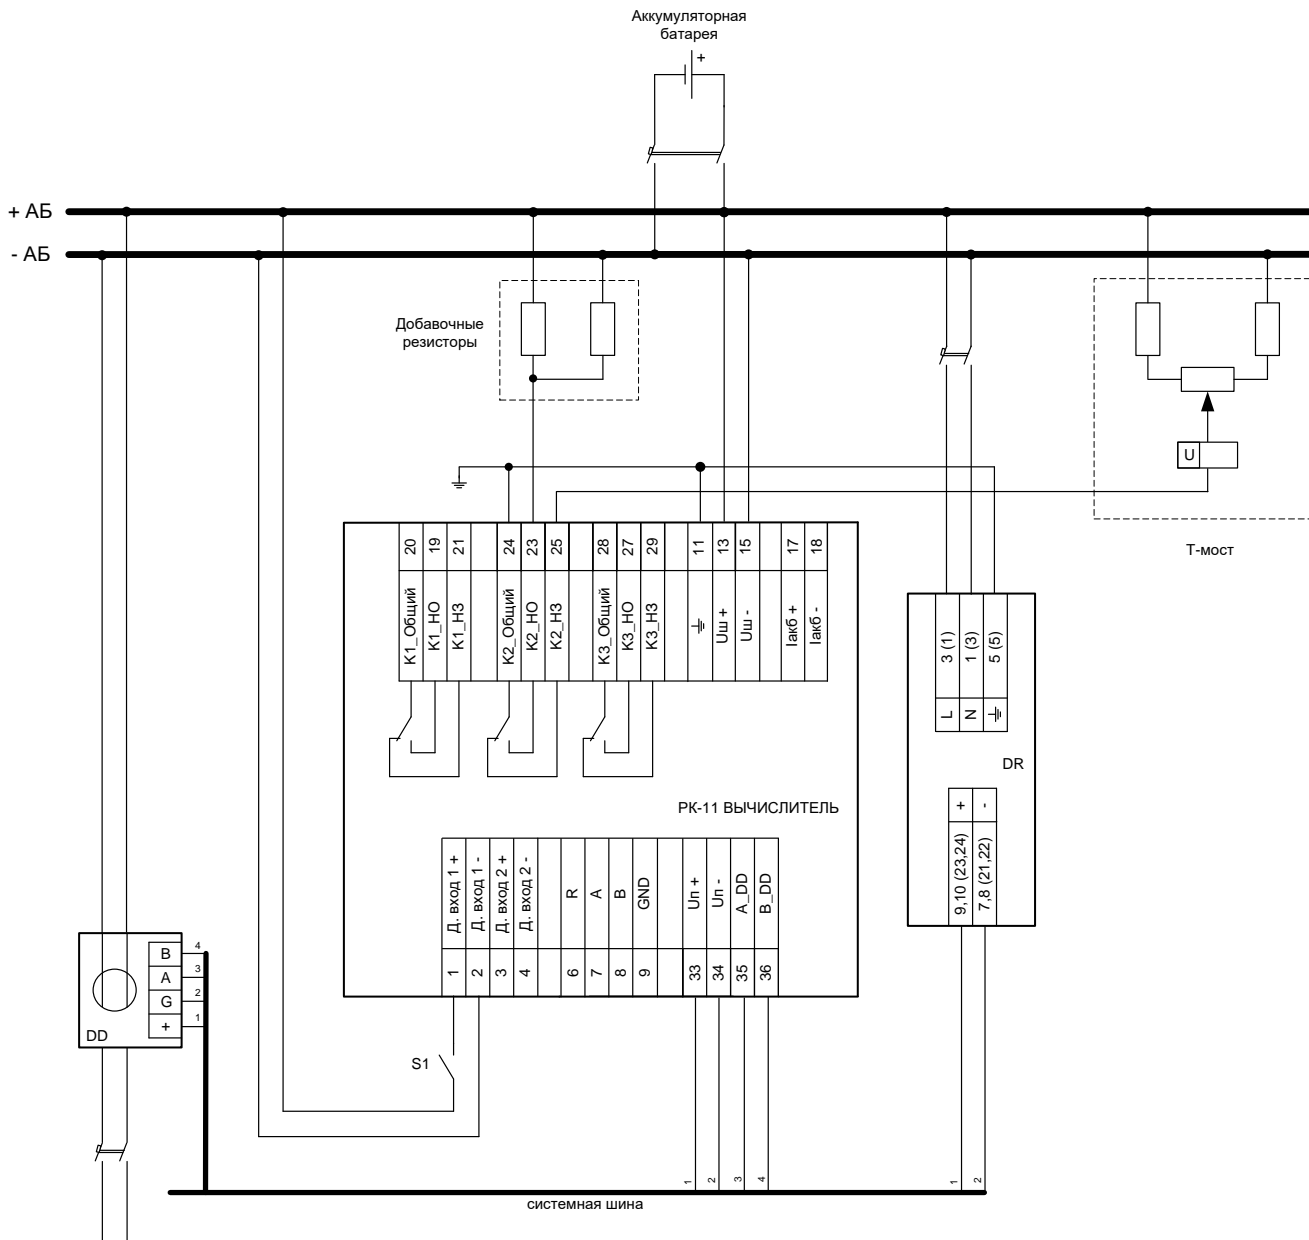 Аккумуляторная
батарея
+
+ АБ
- АБ
Добавочные
резисторы
U
Т-мост
20 19 21 24 23 25 28 27 29 11 13 15 17 18
К1_Общий К1_НО К1_НЗ К2_Общий К2_НО К2_НЗ К3_Общий К3_НО К3_НЗ Uш + Uш - Iакб + Iакб -
3 (1) 1 (3) 5 (5)
L N
DR
РК-11 ВЫЧИСЛИТЕЛЬ
+ -
9,10 (23,24) 7,8 (21,22)
Д. вход 1 + Д. вход 1 - Д. вход 2 + Д. вход 2 - R A B GND Uп + Uп - A_DD B_DD
1 2 3 4 6 7 8 9 33 34 35 36
B 4
A 3
G 2
+ 1
DD
S1
1 2 3 4 1 2
системная шина